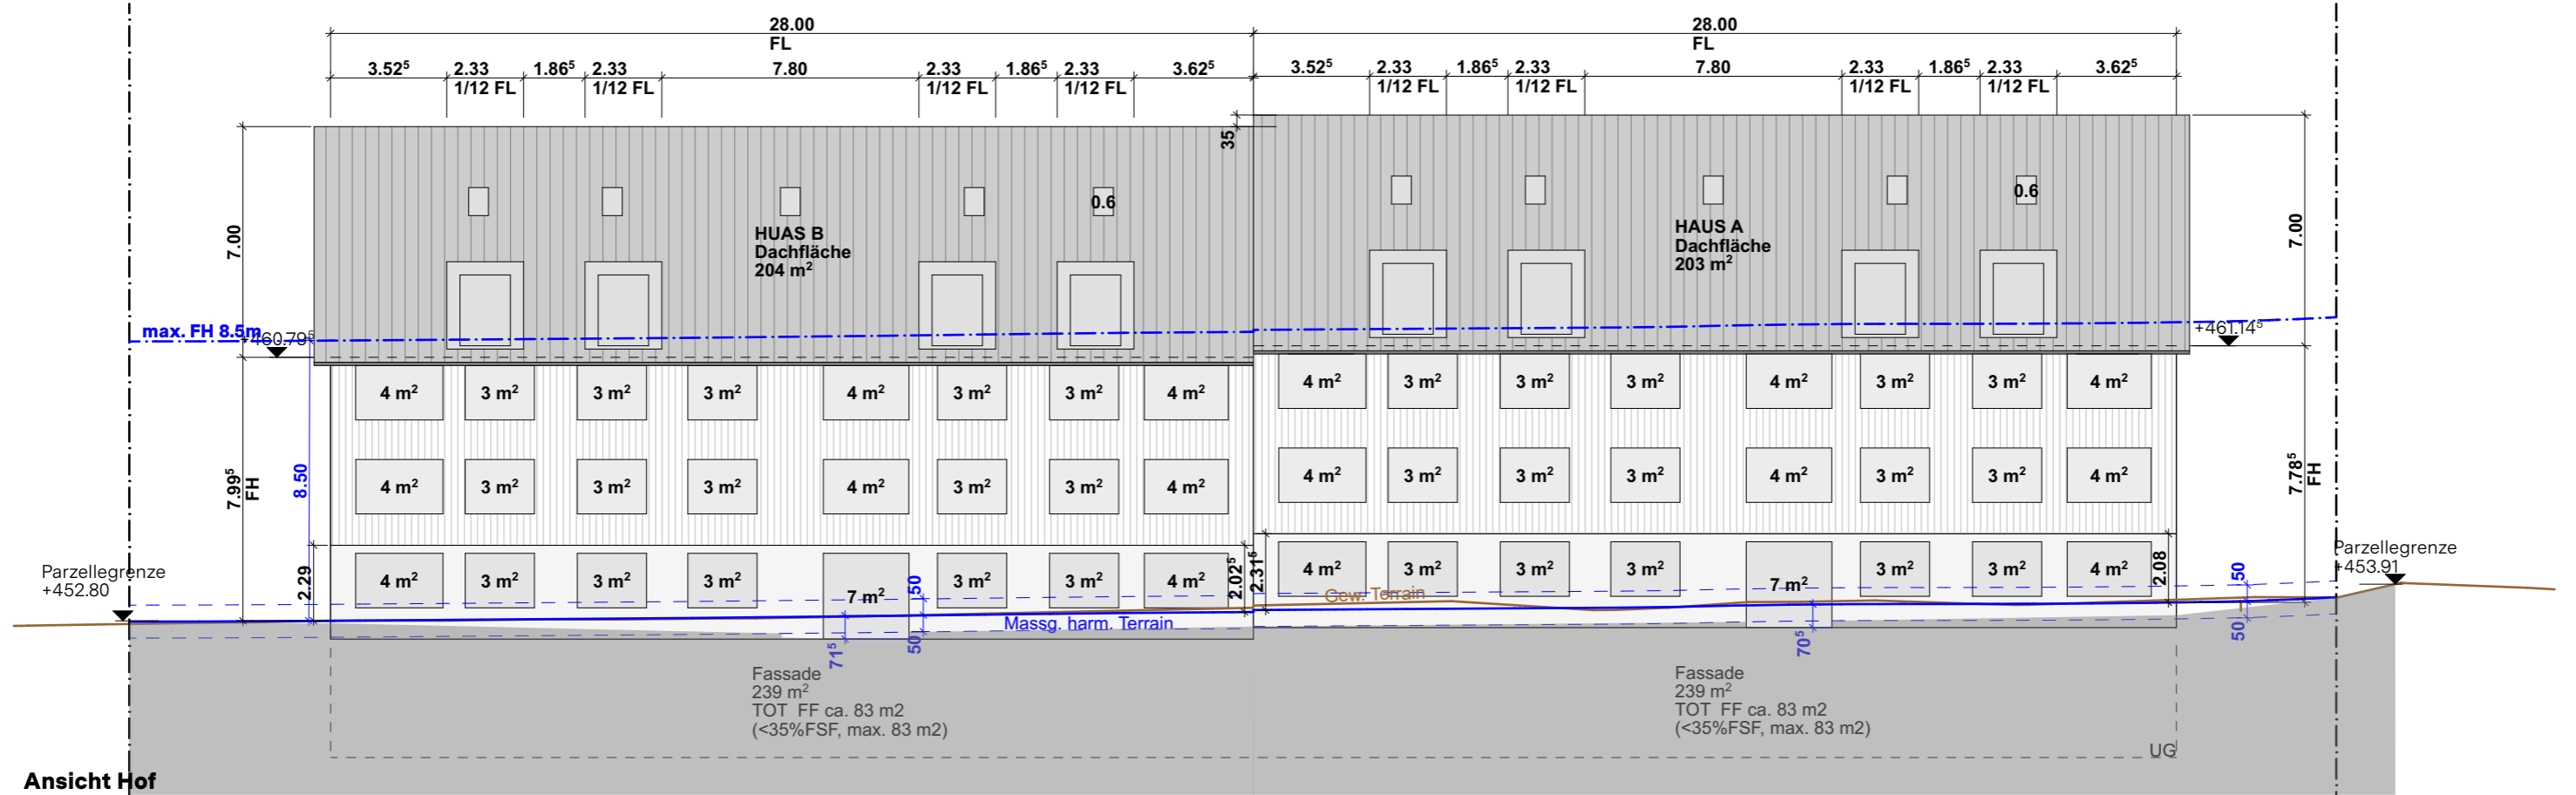 28.00
FL
28.00
FL
3.52⁵ 2.33 1.86⁵ 2.33 7.80 2.33 1.86⁵ 2.33 3.62⁵
1/12 FL 1/12 FL 1/12 FL 1/12 FL
3.52⁵ 2.33 1.86⁵ 2.33 7.80 2.33 1.86⁵ 2.33 3.62⁵
1/12 FL 1/12 FL 1/12 FL 1/12 FL
35
7.00
7.00
0.6
0.6
HUAS B
Dachfläche
204 m²
HAUS A
Dachfläche
203 m²
max. FH 8.5m
+460.79⁵
+461.14⁵
4 m² 3 m² 3 m² 3 m² 4 m² 3 m² 3 m² 4 m²
4 m² 3 m² 3 m² 3 m² 4 m² 3 m² 3 m² 4 m²
4 m² 3 m² 3 m² 3 m² 4 m² 3 m² 3 m² 4 m²
4 m² 3 m² 3 m² 3 m² 4 m² 3 m² 3 m² 4 m²
7.99⁵
FH
8.50
7.78⁵
FH
4 m² 3 m² 3 m² 3 m² 7 m² 3 m² 3 m² 4 m²
4 m² 3 m² 3 m² 3 m² 7 m² 3 m² 3 m² 4 m²
2.29
2.02⁵
2.31⁵
2.08
Parzellegrenze
+452.80
Parzellegrenze
+453.91
50
50
Gew. Terrain
Massg. harm. Terrain
71⁵
50
70⁵
50
Fassade
239 m²
TOT FF ca. 83 m2
(<35%FSF, max. 83 m2)
Fassade
239 m²
TOT FF ca. 83 m2
(<35%FSF, max. 83 m2)
UG
Ansicht Hof